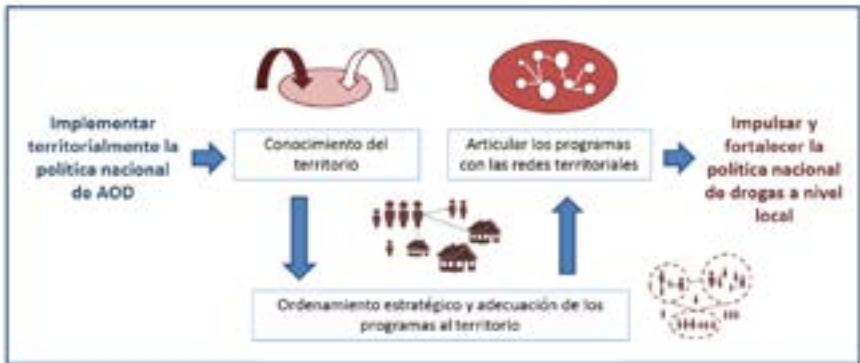 Implementar
territorialmente la
política nacional
de AOD
Conocimiento del
territorio
Ordenamiento estratégico y adecuación de los
programas al territorio
Articular los programas
con las redes territoriales
Impulsar y
fortalecer la
política nacional
de drogas a nivel
local